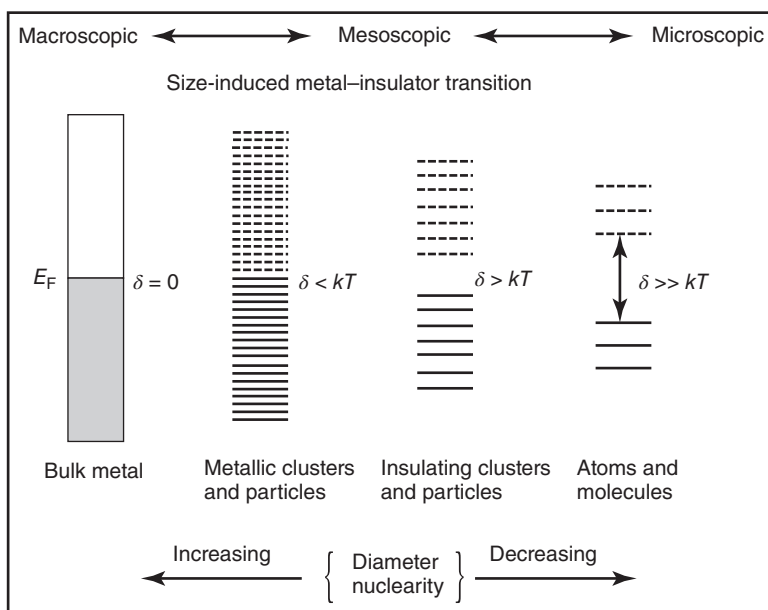 Macroscopic Mesoscopic Microscopic
Size-induced metal–insulator transition
E_F δ = 0 δ < kT δ > kT δ >> kT
Bulk metal Metallic clusters and particles Insulating clusters and particles Atoms and molecules
Increasing { Diameter nuclearity } Decreasing